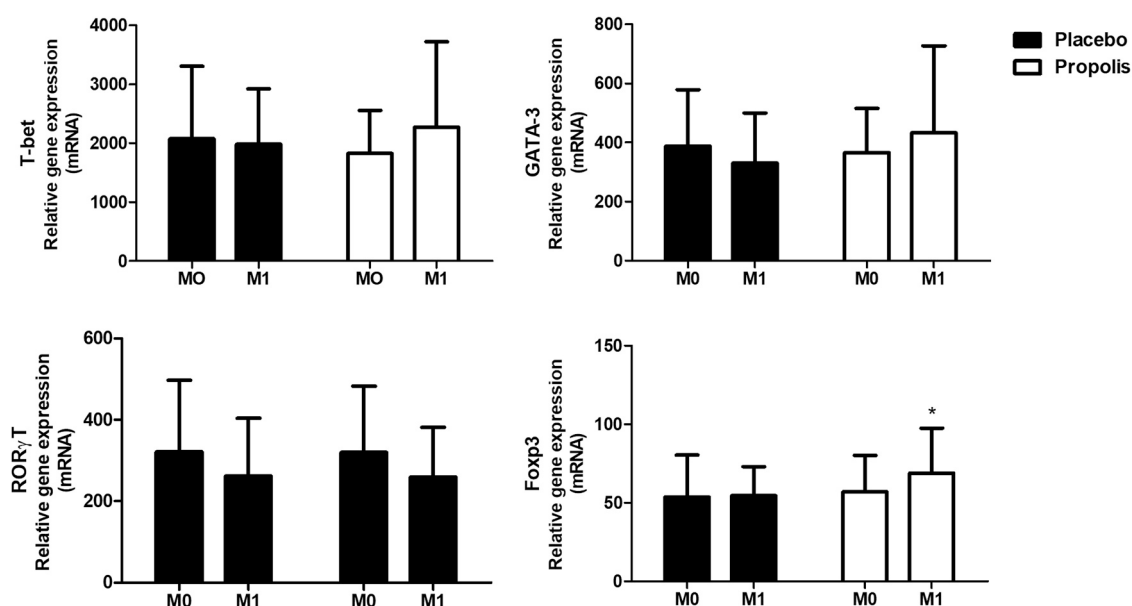 T-bet
Relative gene expression
(mRNA)
4000
3000
2000
1000
0
MO M1 MO M1
GATA-3
Relative gene expression
(mRNA)
800
600
400
200
0
M0 M1 M0 M1
Placebo
Propolis
RORγ T
Relative gene expression
(mRNA)
600
400
200
0
M0 M1 M0 M1
Foxp3
Relative gene expression
(mRNA)
150
100
50
0
*
M0 M1 M0 M1